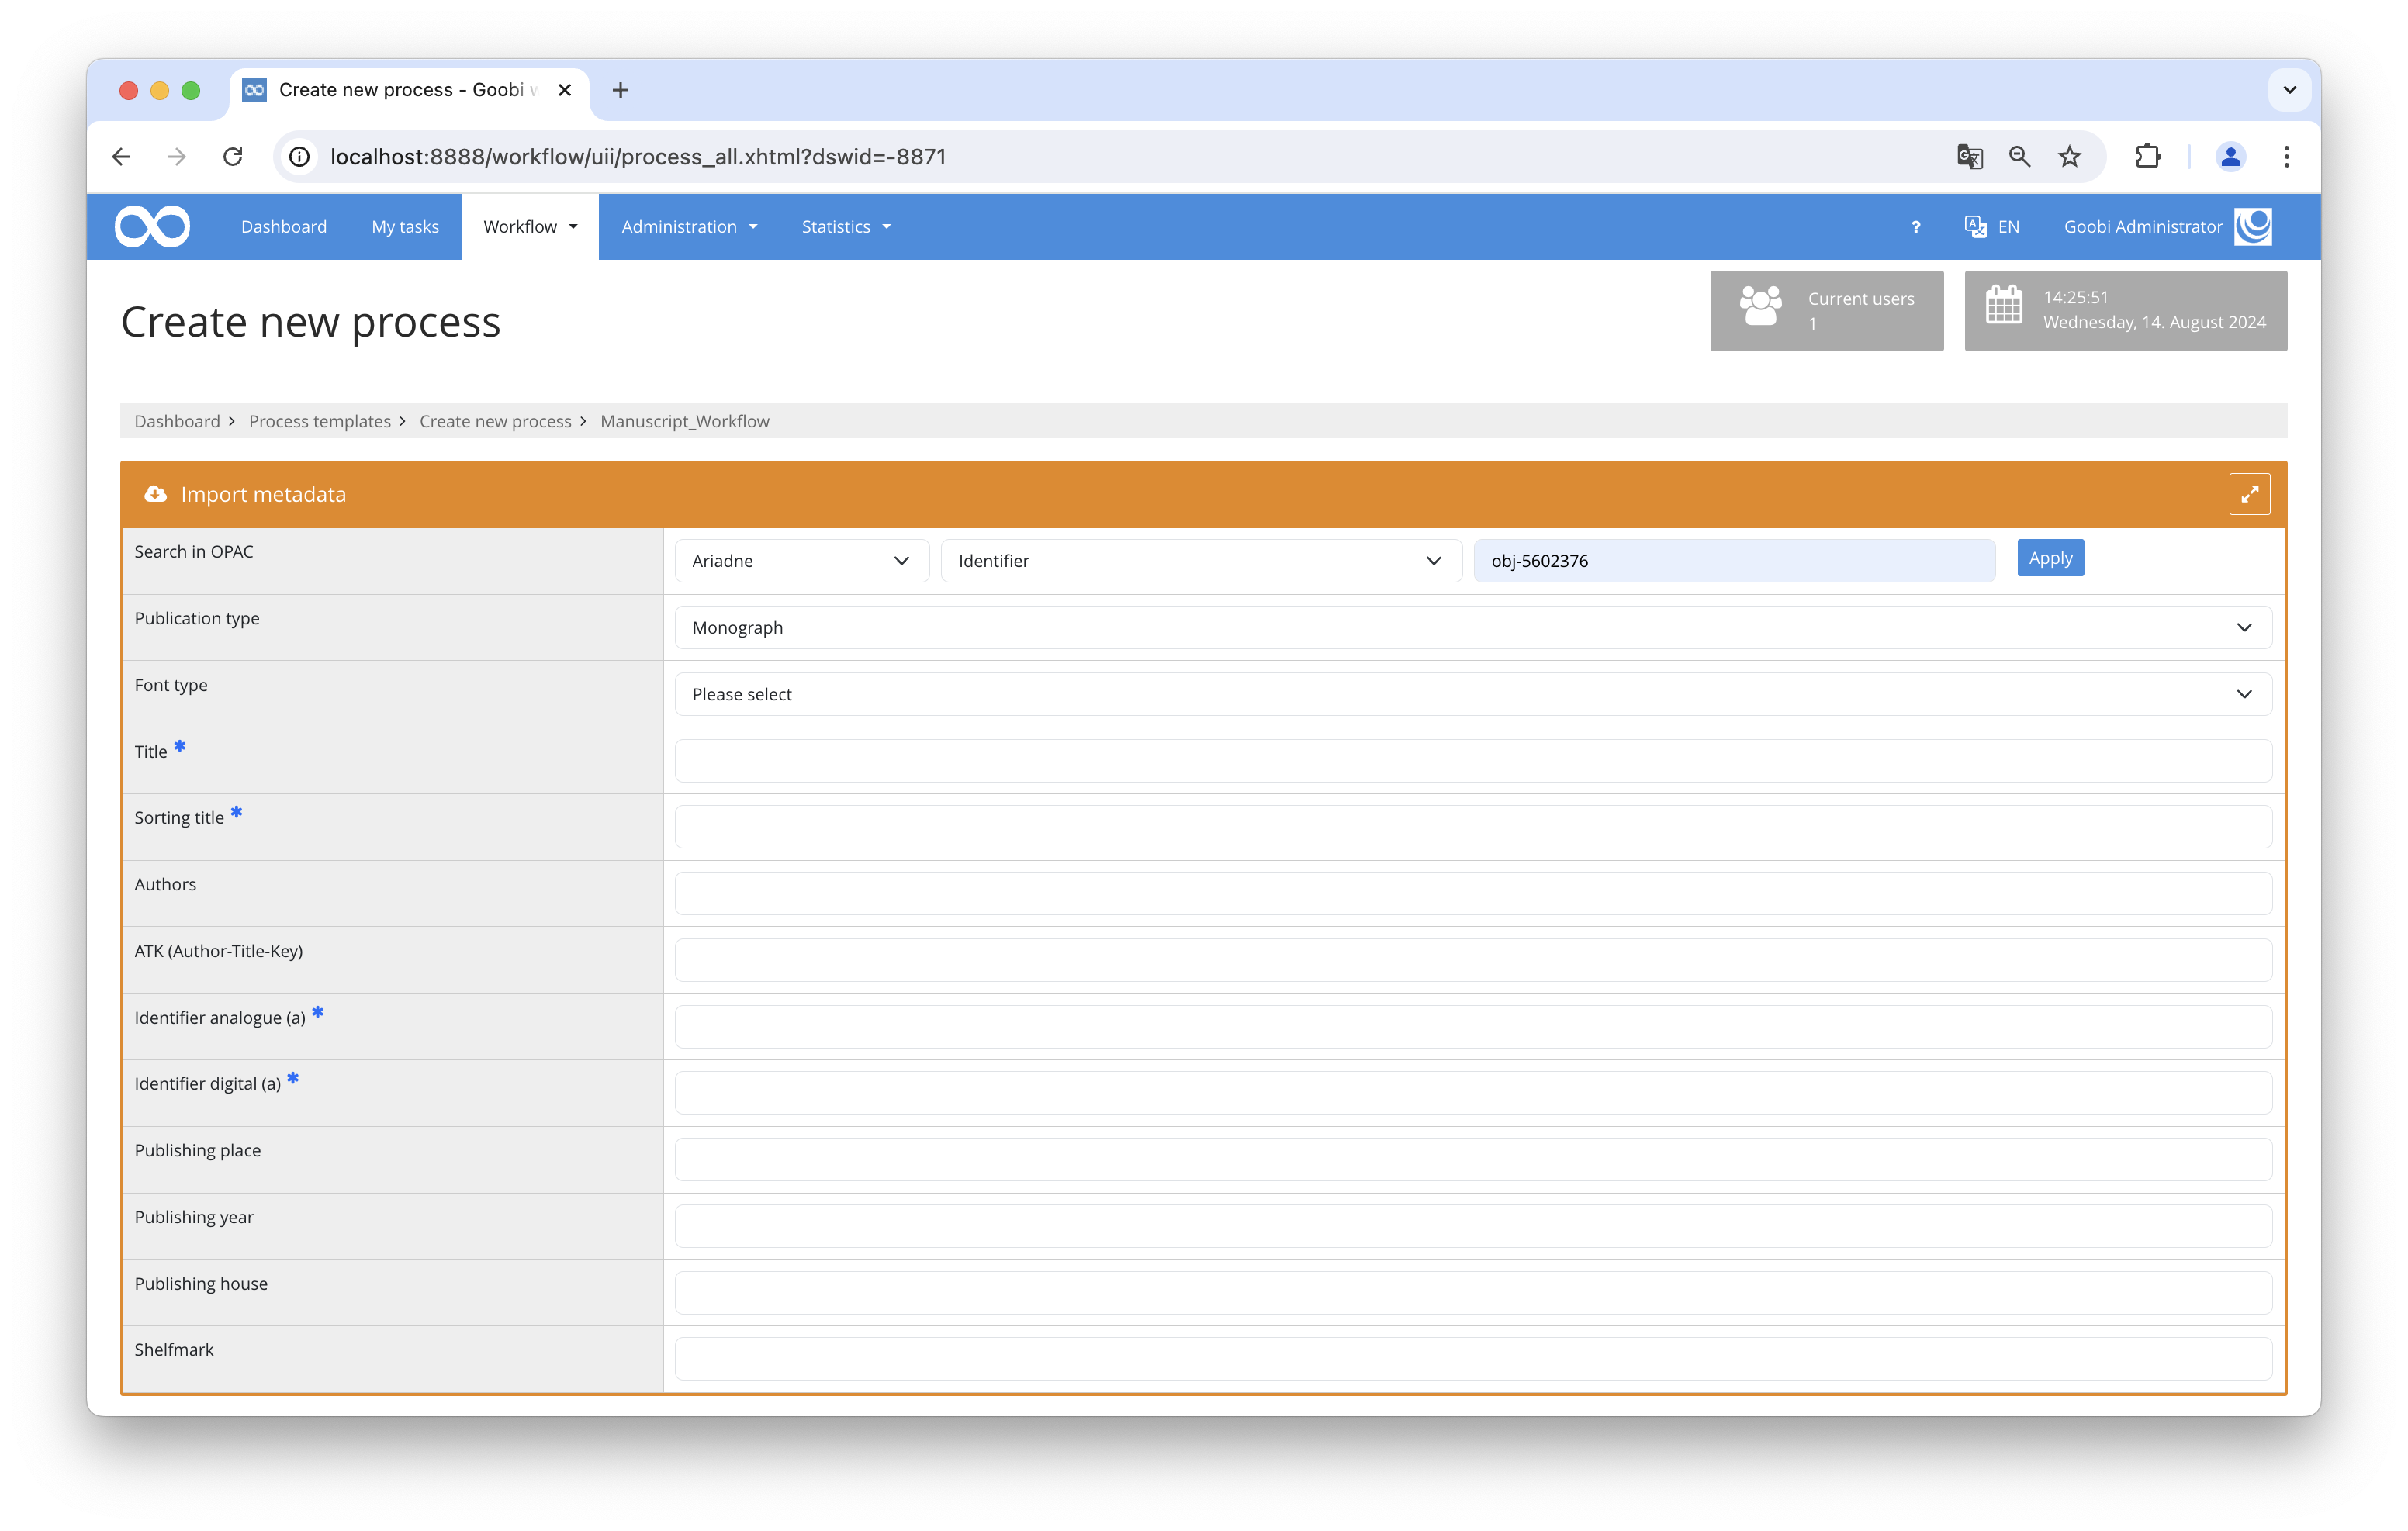 Create new process - Goobi
localhost:8888/workflow/uii/process_all.xhtml?dswid=-8871
Dashboard My tasks Workflow Administration Statistics ? EN Goobi Administrator
Create new process
Current users
1
14:25:51
Wednesday, 14. August 2024
Dashboard > Process templates > Create new process > Manuscript_Workflow
Import metadata
Search in OPAC Ariadne Identifier obj-5602376 Apply
Publication type Monograph
Font type Please select
Title *
Sorting title *
Authors
ATK (Author-Title-Key)
Identifier analogue (a) *
Identifier digital (a) *
Publishing place
Publishing year
Publishing house
Shelfmark